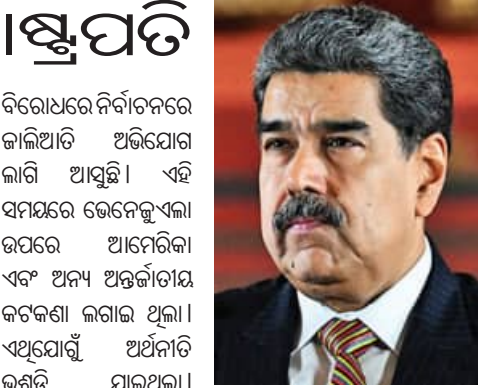 ାଷ୍ଟ୍ରପତି
ବିରୋଧରେ ନିର୍ବାଚନରେ
ଜାଲିଆତି ଅଭିଯୋଗ
ଲାଗି ଆସୁଛି। ଏହି
ସମୟରେ ଭେନେଜୁଏଲା
ଉପରେ ଆମେରିକା
ଏବଂ ଅନ୍ୟ ଅନ୍ତର୍ଜାତୀୟ
କଟକଣା ଲଗାଇ ଥିଲା।
ଏଥିଯୋଗୁଁ ଅର୍ଥନୀତି
ଭୁଶୁଡ଼ି ଯାଇଥିଲା।